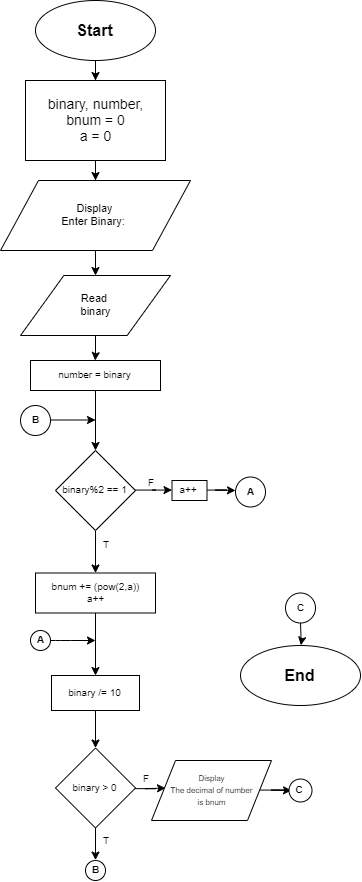 Start
binary, number,
bnum = 0
a = 0
Display
Enter Binary:
Read
binary
number = binary
B
binary%2 == 1
F
a++
A
T
bnum += (pow(2,a))
a++
C
A
End
binary /= 10
binary > 0
F
Display
The decimal of number
is bnum
C
T
B